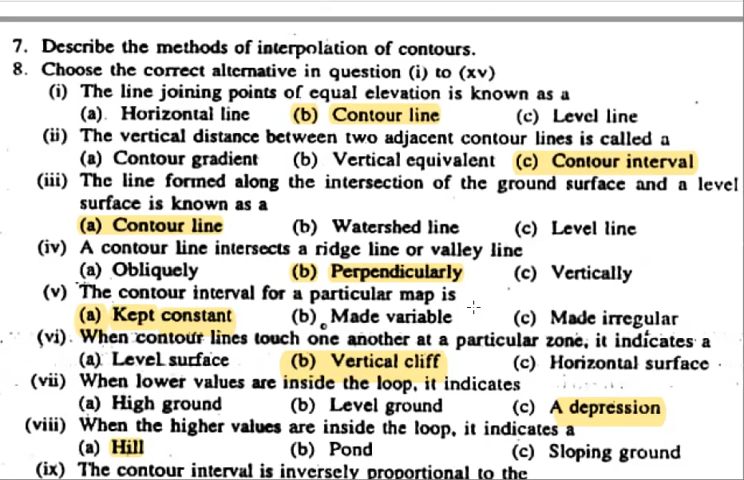 7. Describe the methods of interpolation of contours.
8. Choose the correct alternative in question (i) to (xv)
(i) The line joining points of equal elevation is known as a
(a). Horizontal line (b) Contour line (c) Level line
(ii) The vertical distance between two adjacent contour lines is called a
(a) Contour gradient (b) Vertical equivalent (c) Contour interval
(iii) The line formed along the intersection of the ground surface and a level
surface is known as a
(a) Contour line (b) Watershed line (c) Level line
(iv) A contour line intersects a ridge line or valley line
(a) Obliquely (b) Perpendicularly (c) Vertically
(v) The contour interval for a particular map is
(a) Kept constant (b) Made variable (c) Made irregular
(vi). When contour lines touch one another at a particular zone, it indicates a
(a) Level surface (b) Vertical cliff (c) Horizontal surface
(vii) When lower values are inside the loop, it indicates
(a) High ground (b) Level ground (c) A depression
(viii) When the higher values are inside the loop, it indicates a
(a) Hill (b) Pond (c) Sloping ground
(ix) The contour interval is inversely proportional to the